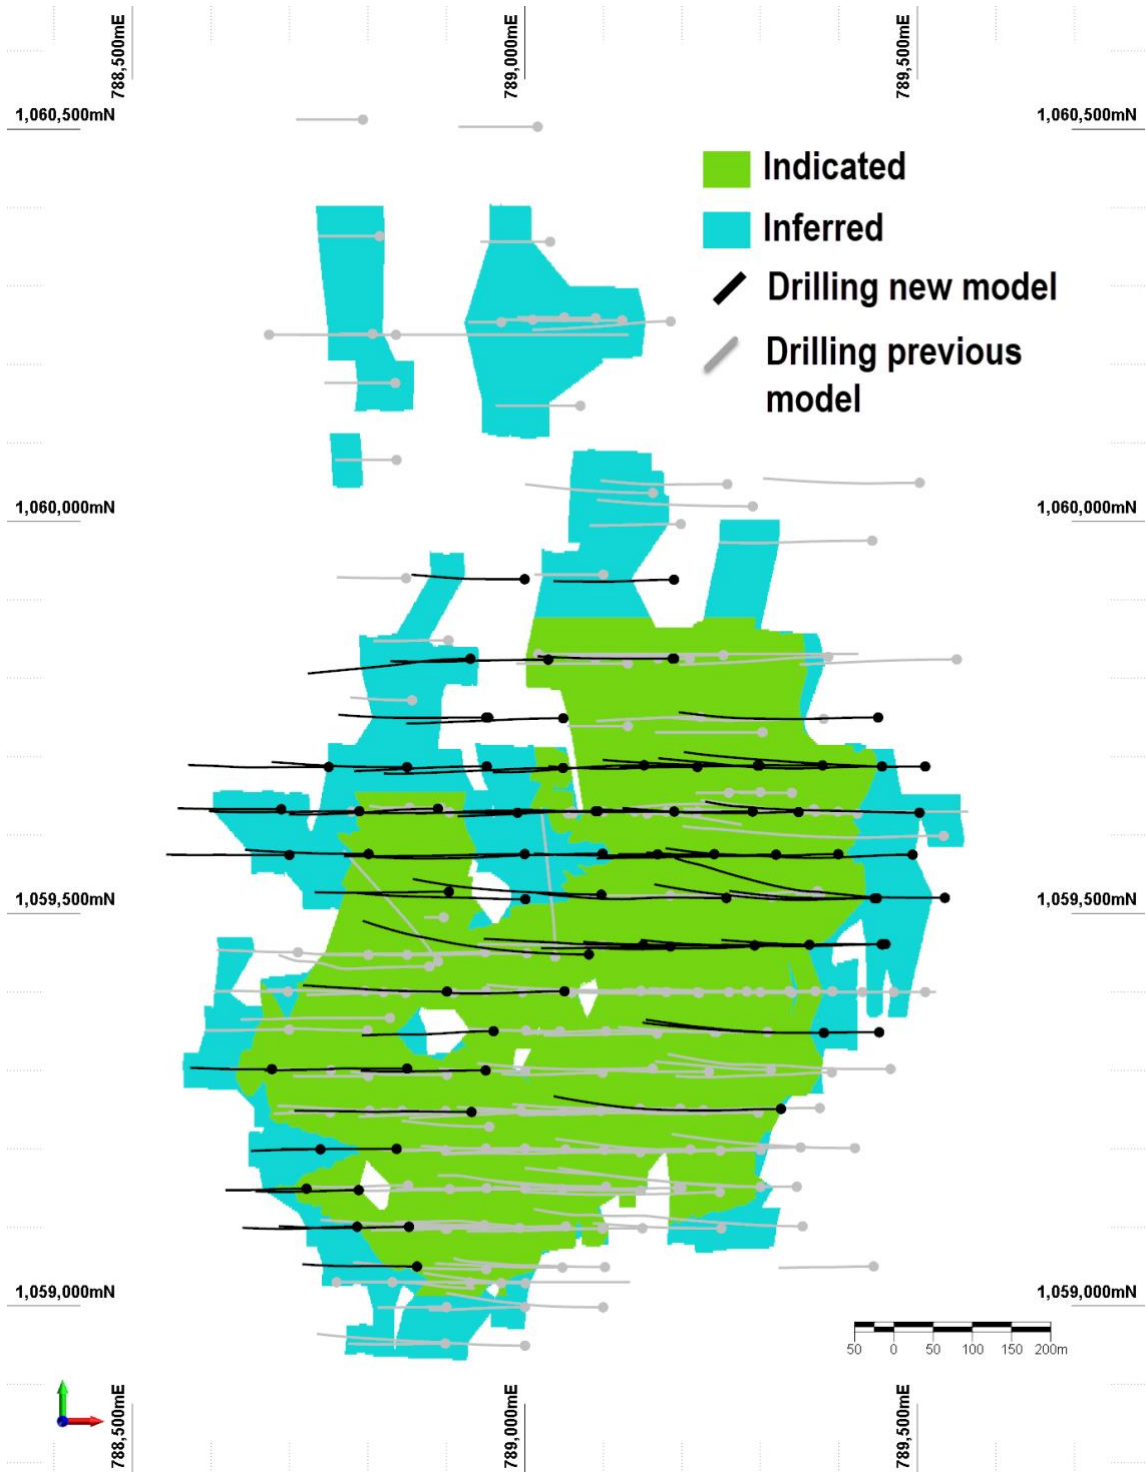 788,500mE
789,000mE
789,500mE
1,060,500mN
1,060,500mN
Indicated
Inferred
Drilling new model
Drilling previous
model
1,060,000mN
1,060,000mN
1,059,500mN
1,059,500mN
1,059,000mN
1,059,000mN
50 0 50 100 150 200m
788,500mE
789,000mE
789,500mE